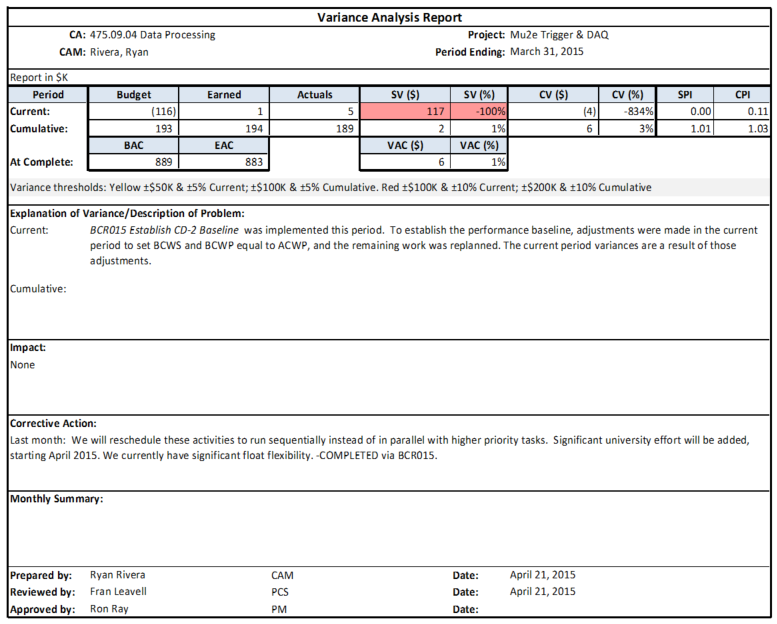 Variance Analysis Report
CA: 475.09.04 Data Processing Project: Mu2e Trigger & DAQ
CAM: Rivera, Ryan Period Ending: March 31, 2015
Report in $K
Period Budget Earned Actuals SV ($) SV (%) CV ($) CV (%) SPI CPI
Current: (116) 1 5 117 -100% (4) -834% 0.00 0.11
Cumulative: 193 194 189 2 1% 6 3% 1.01 1.03
BAC EAC VAC ($) VAC (%)
At Complete: 889 883 6 1%
Variance thresholds: Yellow ±$50K & ±5% Current; ±$100K & ±5% Cumulative. Red ±$100K & ±10% Current; ±$200K & ±10% Cumulative
Explanation of Variance/Description of Problem:
Current: BCR015 Establish CD-2 Baseline was implemented this period. To establish the performance baseline, adjustments were made in the current
period to set BCWS and BCWP equal to ACWP, and the remaining work was replanned. The current period variances are a result of those
adjustments.
Cumulative:
Impact:
None
Corrective Action:
Last month: We will reschedule these activities to run sequentially instead of in parallel with higher priority tasks. Significant university effort will be added,
starting April 2015. We currently have significant float flexibility. -COMPLETED via BCR015.
Monthly Summary:
Prepared by: Ryan Rivera CAM Date: April 21, 2015
Reviewed by: Fran Leavell PCS Date: April 21, 2015
Approved by: Ron Ray PM Date: